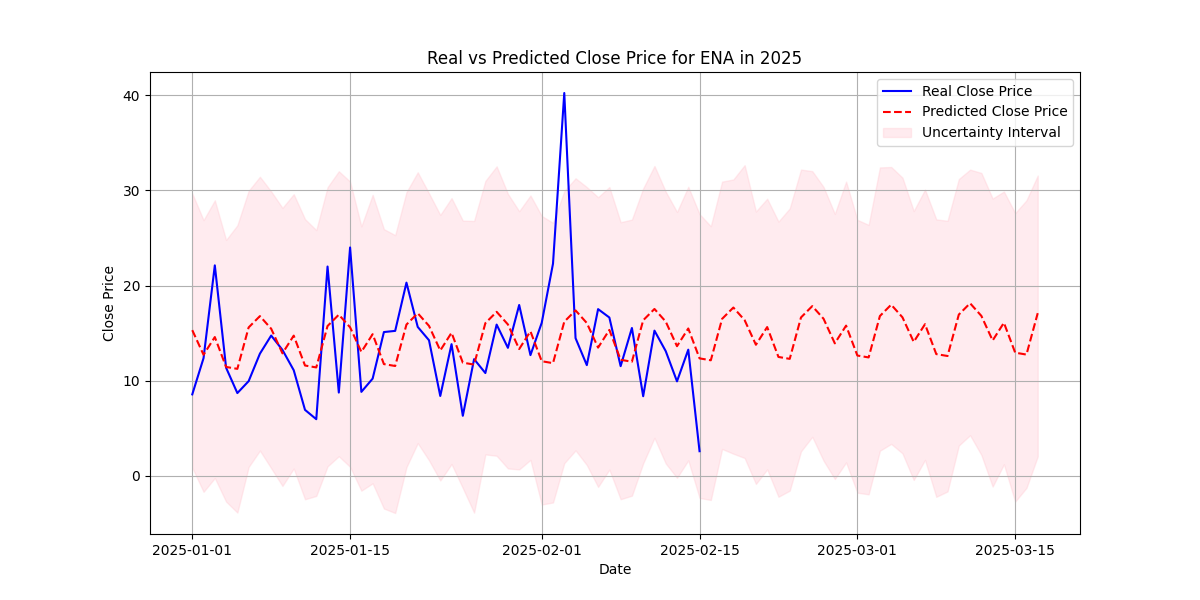 Real vs Predicted Close Price for ENA in 2025
Real Close Price
Predicted Close Price
Uncertainty Interval
Close Price
40
30
20
10
0
2025-01-01
2025-01-15
2025-02-01
2025-02-15
2025-03-01
2025-03-15
Date